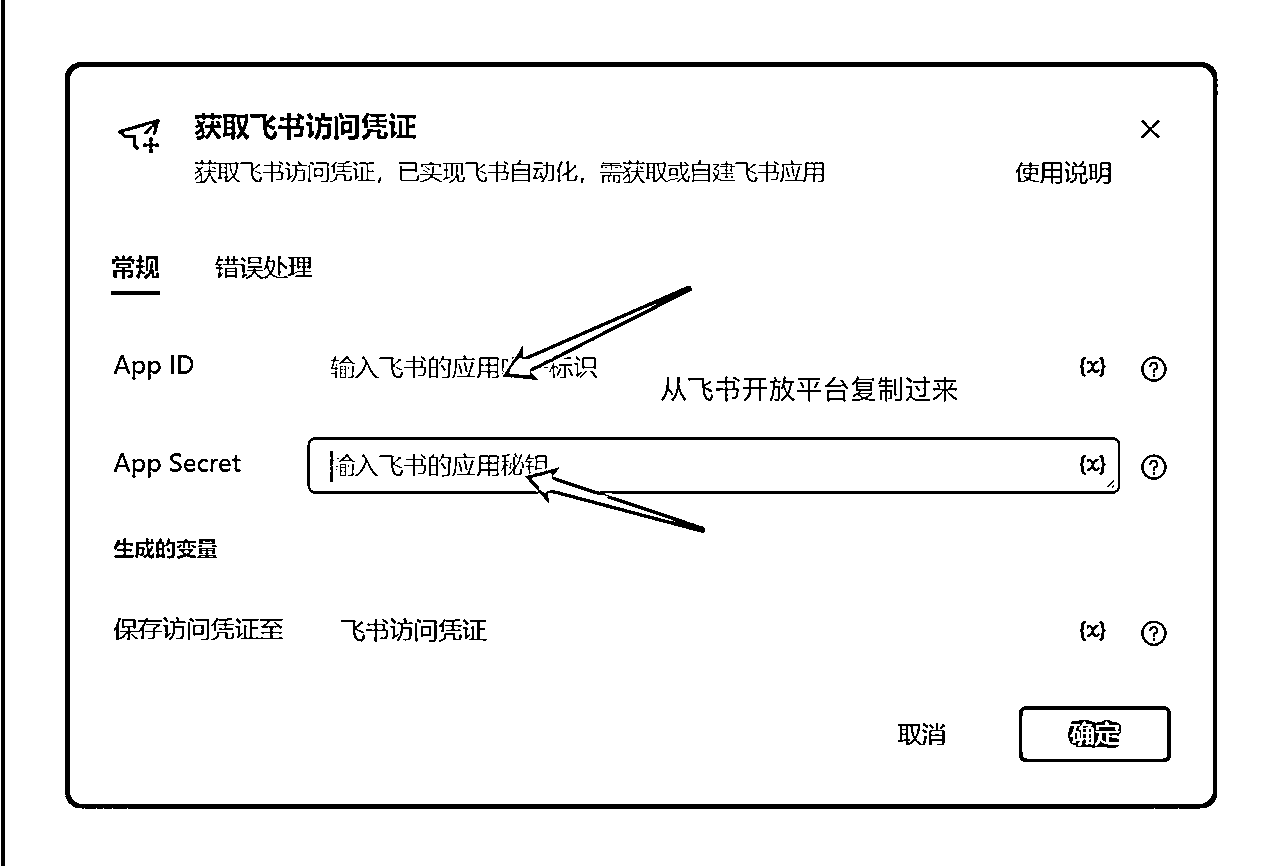 获取飞书访问凭证
获取飞书访问凭证，已实现飞书自动化，需获取或自建飞书应用
使用说明
常规 错误处理
App ID 输入飞书的应用 标识 {x} ?
从飞书开放平台复制过来
App Secret 输入飞书的应用秘钥 {x} ?
生成的变量
保存访问凭证至 飞书访问凭证 {x} ?
取消 确定